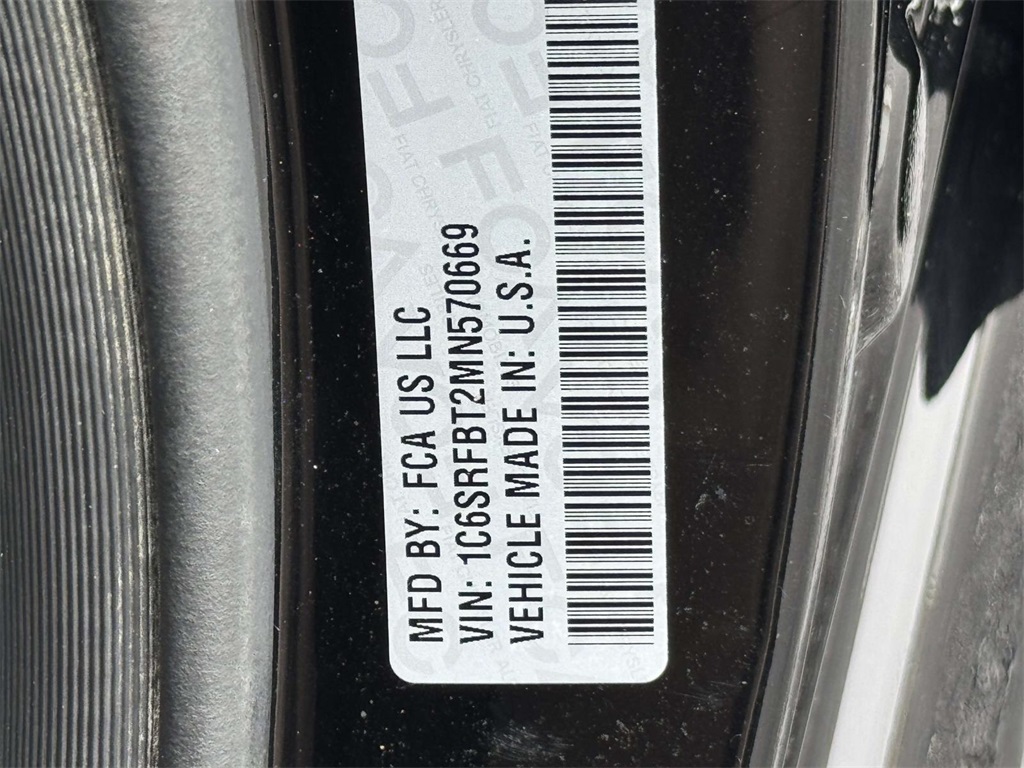 MFD BY: FCA US LLC
VIN: 1C6SRFBT2MN570669
VEHICLE MADE IN: U.S.A.